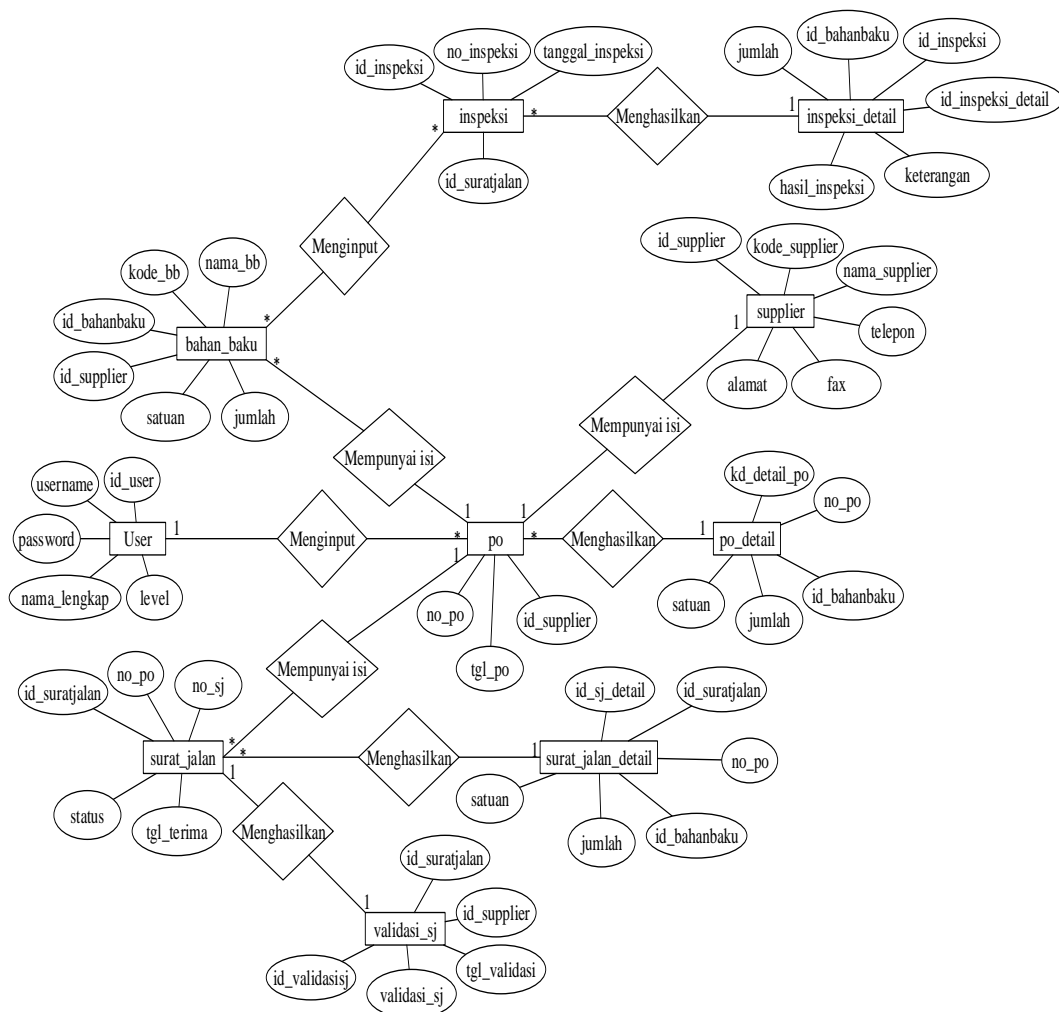 id_bahanbaku
no_inspeksi
tanggal_inspeksi
jumlah
id_inspeksi
id_inspeksi
id_inspeksi_detail
inspeksi
*
*
Menghasilkan
1
inspeksi_detail
id_suratjalan
hasil_inspeksi
keterangan
Menginput
id_supplier
kode_supplier
nama_supplier
kode_bb
nama_bb
id_bahanbaku
*
bahan_baku
*
id_supplier
satuan
jumlah
1
supplier
telepon
alamat
fax
Mempunyai isi
Mempunyai isi
username
id_user
kd_detail_po
no_po
password
User
1
Menginput
*
1
po
1
1
*
Menghasilkan
1
po_detail
nama_lengkap
level
no_po
id_supplier
tgl_po
satuan
jumlah
id_bahanbaku
Mempunyai isi
id_suratjalan
no_po
no_sj
id_sj_detail
id_suratjalan
*
surat_jalan
*
1
Menghasilkan
1
surat_jalan_detail
no_po
status
tgl_terima
Menghasilkan
satuan
jumlah
id_bahanbaku
id_suratjalan
1
validasi_sj
id_supplier
id_validasisj
validasi_sj
tgl_validasi